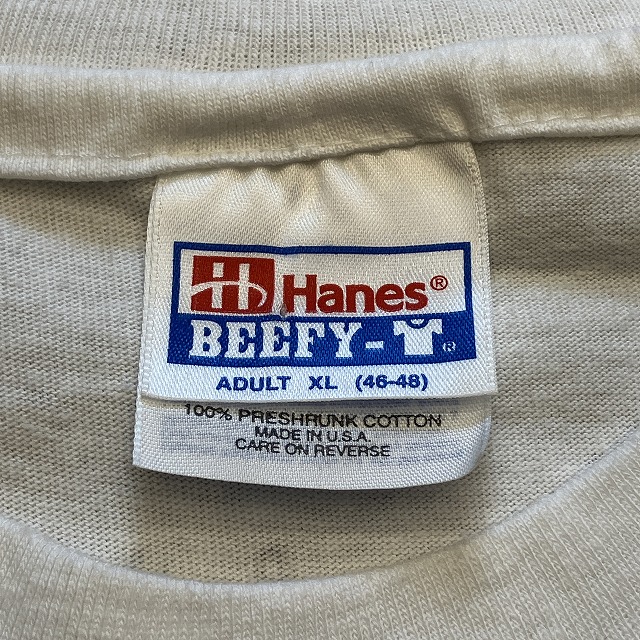 Hanes®
BEEFY-T®
ADULT XL (46-48)
100% PRESHRUNK COTTON
MADE IN U.S.A.
CARE ON REVERSE